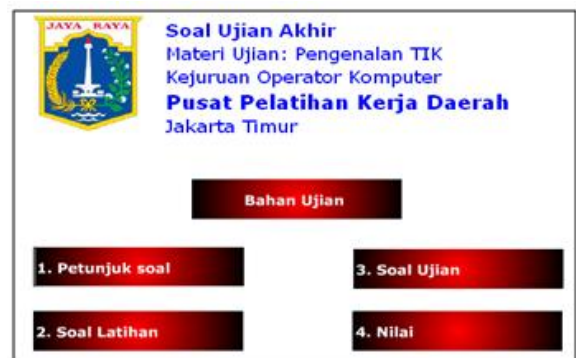 JAYA RAYA
Soal Ujian Akhir
Materi Ujian: Pengenalan TIK
Kejuruan Operator Komputer
Pusat Pelatihan Kerja Daerah
Jakarta Timur
Bahan Ujian
1. Petunjuk soal
2. Soal Latihan
3. Soal Ujian
4. Nilai